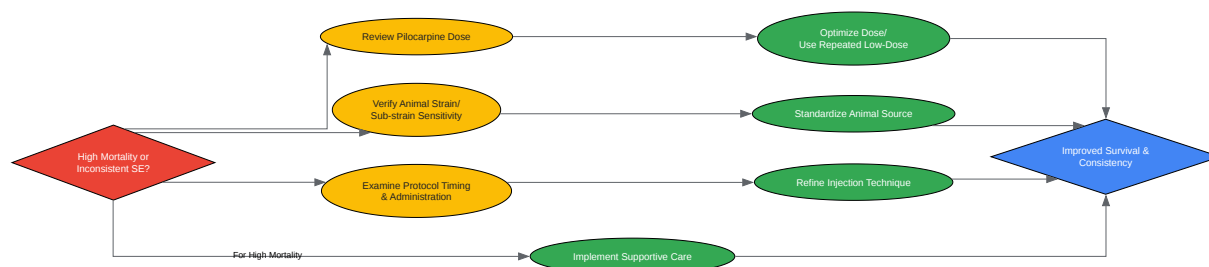 High Mortality or
Inconsistent SE?
Review Pilocarpine Dose
Verify Animal Strain/
Sub-strain Sensitivity
Examine Protocol Timing
& Administration
For High Mortality
Optimize Dose/
Use Repeated Low-Dose
Standardize Animal Source
Refine Injection Technique
Implement Supportive Care
Improved Survival &
Consistency